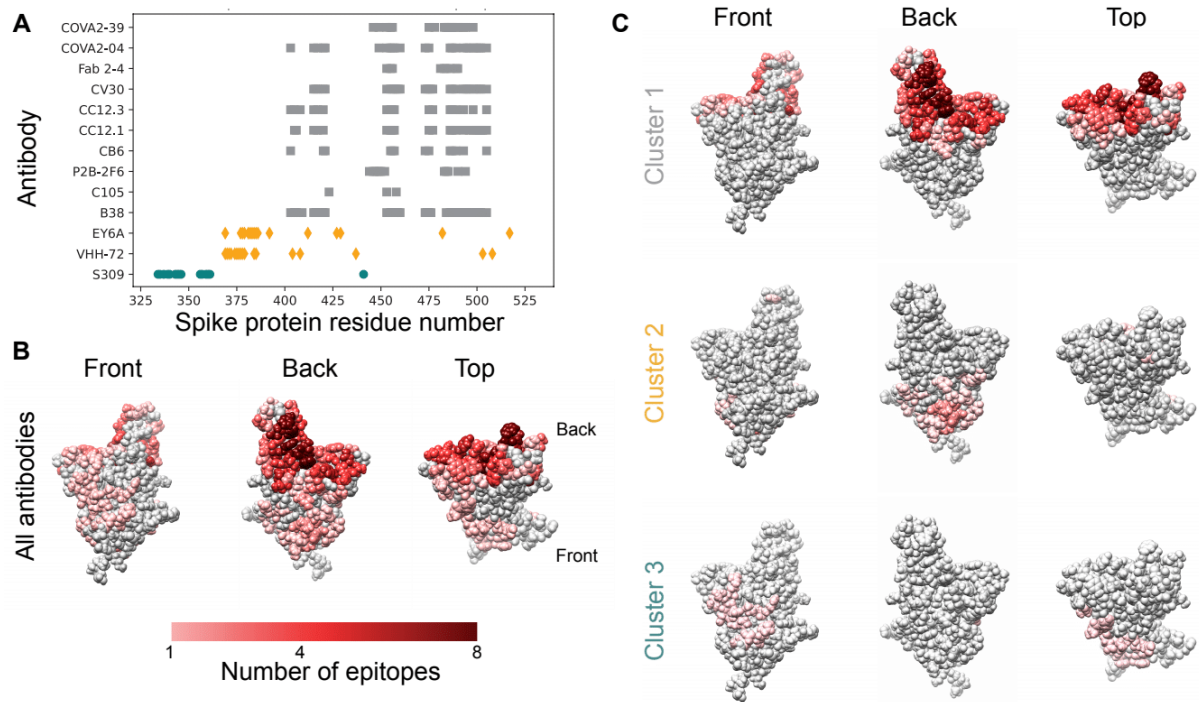 A
COVA2-39
COVA2-04
Fab 2-4
CV30
CC12.3
CC12.1
CB6
P2B-2F6
C105
B38
EY6A
VHH-72
S309
Antibody
325 350 375 400 425 450 475 500 525
Spike protein residue number
B
Front Back Top
All antibodies
Back
Front
1 4 8
Number of epitopes
C
Front Back Top
Cluster 1
Cluster 2
Cluster 3